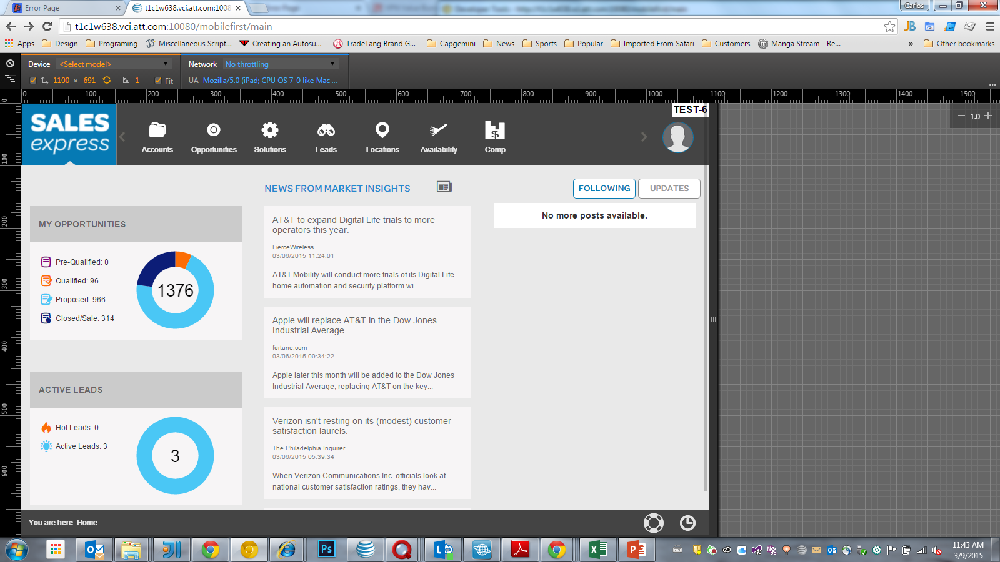 Error Page
t1c1w638.vci.att.com:1008
Carlos
t1c1w638.vci.att.com:10080/mobilefirst/main
Apps
Design
Programing
Miscellaneous Script...
Creating an Autosu...
TradeTang Brand G...
Capgemini
News
Sports
Popular
Imported From Safari
Customers
Manga Stream - Re...
»
Other bookmarks
Device <Select model>
Network No throttling
1100 × 691 1 Fit
UA Mozilla/5.0 (iPad; CPU OS 7_0 like Mac ...
...
0 100 200 300 400 500 600 700 800 900 1000 1100 1200 1300 1400 1500
0
100
200
300
400
500
600
TEST-6
− 1.0 +
SALES
express
Accounts
Opportunities
Solutions
Leads
Locations
Availability
Comp
NEWS FROM MARKET INSIGHTS
FOLLOWING
UPDATES
No more posts available.
MY OPPORTUNITIES
Pre-Qualified: 0
Qualified: 96
Proposed: 966
Closed/Sale: 314
1376
AT&T to expand Digital Life trials to more
operators this year.
FierceWireless
03/06/2015 11:24:01
AT&T Mobility will conduct more trials of its Digital Life
home automation and security platform wi...
Apple will replace AT&T in the Dow Jones
Industrial Average.
fortune.com
03/06/2015 09:34:22
Apple later this month will be added to the Dow Jones
Industrial Average, replacing AT&T on the key...
ACTIVE LEADS
Hot Leads: 0
Active Leads: 3
3
Verizon isn't resting on its (modest) customer
satisfaction laurels.
The Philadelphia Inquirer
03/06/2015 05:39:34
When Verizon Communications Inc. officials look at
national customer satisfaction ratings, they hav...
You are here: Home
Ps
11:43 AM
3/9/2015